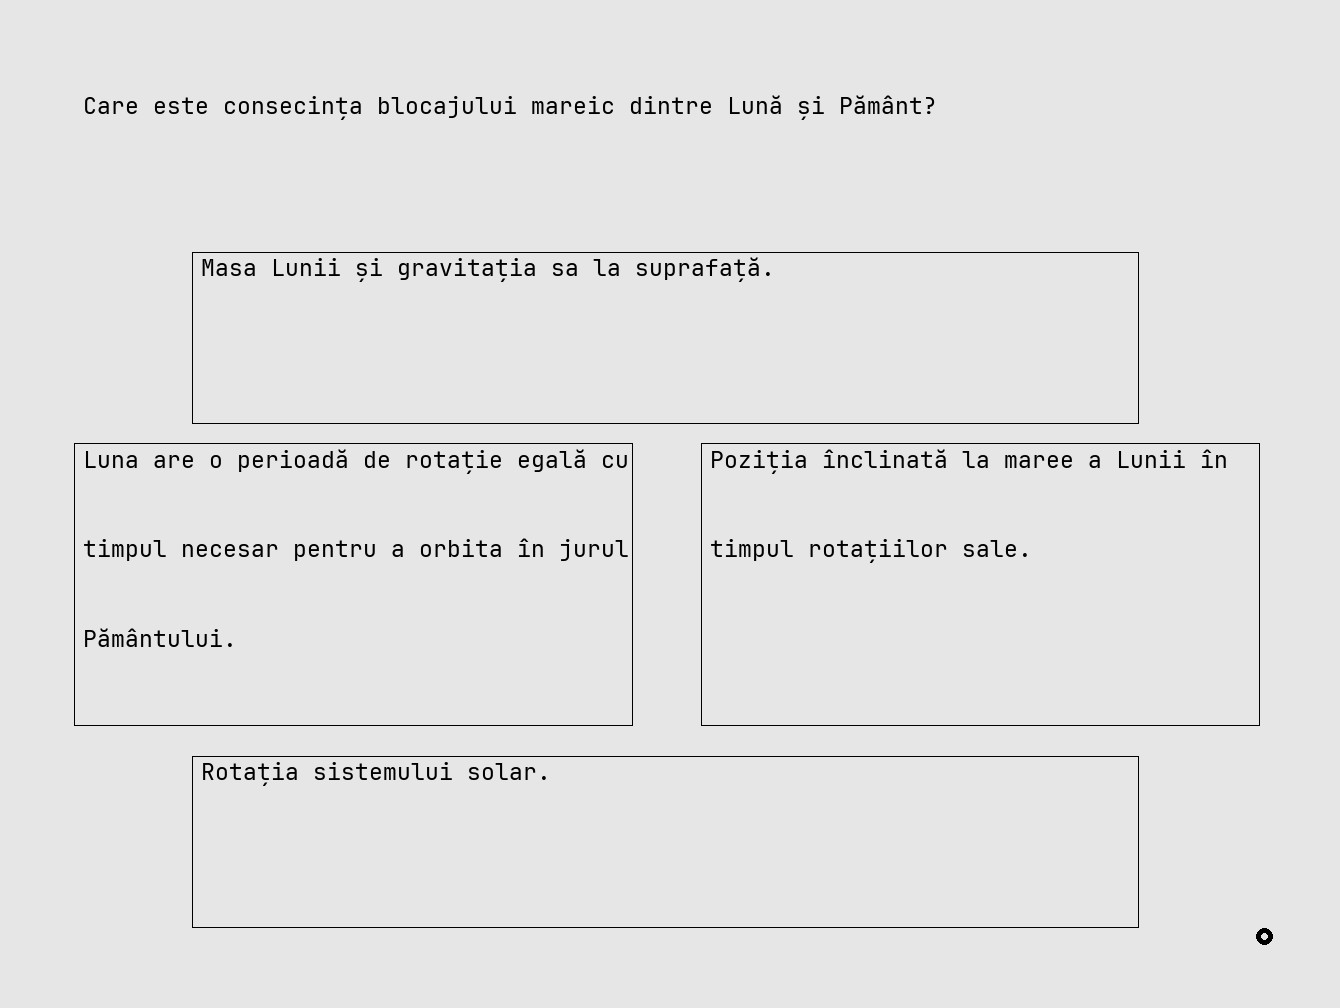 Care este consecința blocajului mareic dintre Lună și Pământ?
Masa Lunii și gravitația sa la suprafață.
Luna are o perioadă de rotație egală cu
timpul necesar pentru a orbita în jurul
Pământului.
Poziția înclinată la maree a Lunii în
timpul rotațiilor sale.
Rotația sistemului solar.